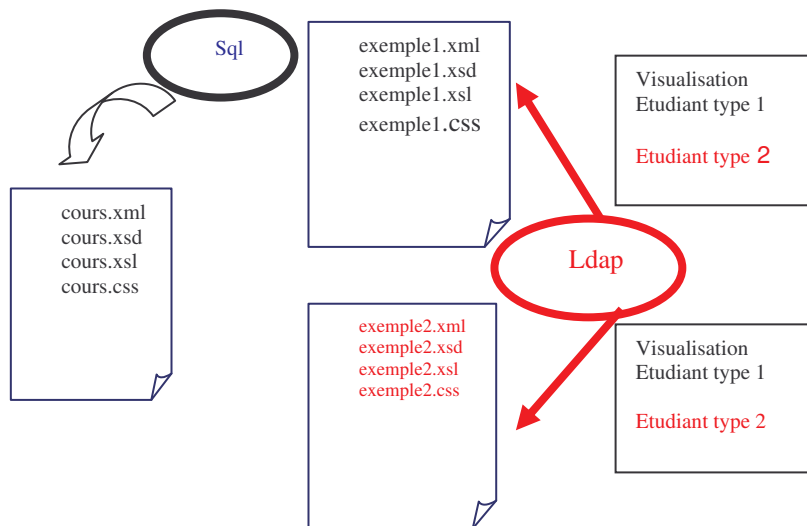 Sql
exemple1.xml
exemple1.xsd
exemple1.xsl
exemple1.css
Visualisation
Etudiant type 1
Etudiant type 2
cours.xml
cours.xsd
cours.xsl
cours.css
Ldap
exemple2.xml
exemple2.xsd
exemple2.xsl
exemple2.css
Visualisation
Etudiant type 1
Etudiant type 2